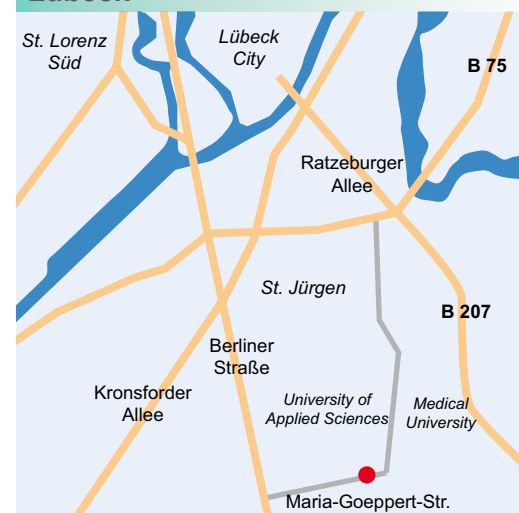 St. Lorenz
Süd
Lübeck
City
B 75
Ratzeburger
Allee
St. Jürgen
B 207
Berliner
Straße
Kronsforder
Allee
University of
Applied Sciences
Medical
University
Maria-Goeppert-Str.